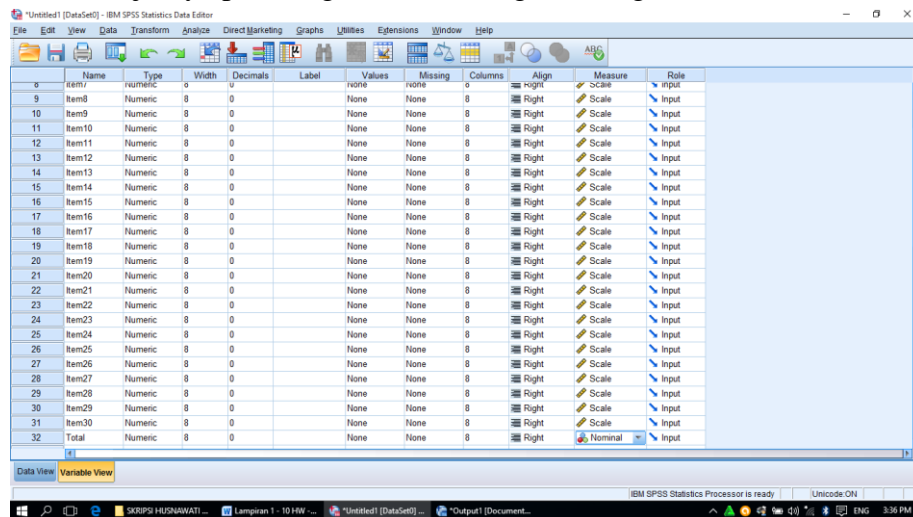 *Untitled1 [DataSet0] - IBM SPSS Statistics Data Editor
File Edit View Data Transform Analyze Direct Marketing Graphs Utilities Extensions Window Help
Name Type Width Decimals Label Values Missing Columns Align Measure Role
8 Item7 Numeric 8 0 None None 8 Right Scale Input
9 Item8 Numeric 8 0 None None 8 Right Scale Input
10 Item9 Numeric 8 0 None None 8 Right Scale Input
11 Item10 Numeric 8 0 None None 8 Right Scale Input
12 Item11 Numeric 8 0 None None 8 Right Scale Input
13 Item12 Numeric 8 0 None None 8 Right Scale Input
14 Item13 Numeric 8 0 None None 8 Right Scale Input
15 Item14 Numeric 8 0 None None 8 Right Scale Input
16 Item15 Numeric 8 0 None None 8 Right Scale Input
17 Item16 Numeric 8 0 None None 8 Right Scale Input
18 Item17 Numeric 8 0 None None 8 Right Scale Input
19 Item18 Numeric 8 0 None None 8 Right Scale Input
20 Item19 Numeric 8 0 None None 8 Right Scale Input
21 Item20 Numeric 8 0 None None 8 Right Scale Input
22 Item21 Numeric 8 0 None None 8 Right Scale Input
23 Item22 Numeric 8 0 None None 8 Right Scale Input
24 Item23 Numeric 8 0 None None 8 Right Scale Input
25 Item24 Numeric 8 0 None None 8 Right Scale Input
26 Item25 Numeric 8 0 None None 8 Right Scale Input
27 Item26 Numeric 8 0 None None 8 Right Scale Input
28 Item27 Numeric 8 0 None None 8 Right Scale Input
29 Item28 Numeric 8 0 None None 8 Right Scale Input
30 Item29 Numeric 8 0 None None 8 Right Scale Input
31 Item30 Numeric 8 0 None None 8 Right Scale Input
32 Total Numeric 8 0 None None 8 Right Nominal Input
Data View Variable View
IBM SPSS Statistics Processor is ready Unicode:ON
SKRIPSI HUSNAWATI ... Lampiran 1 - 10 HW -... *Untitled1 [DataSet0] ... *Output1 [Document... ENG 3:36 PM